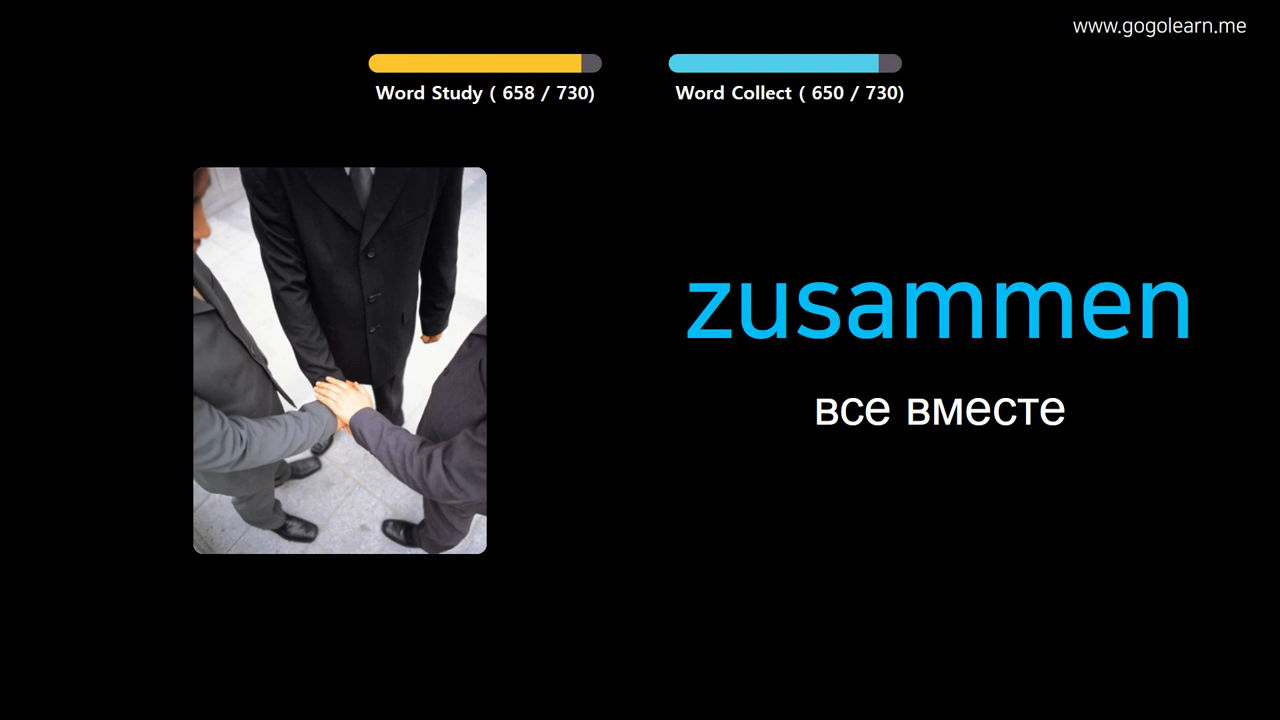 www.gogolearn.me
Word Study ( 658 / 730)
Word Collect ( 650 / 730)
zusammen
все вместе